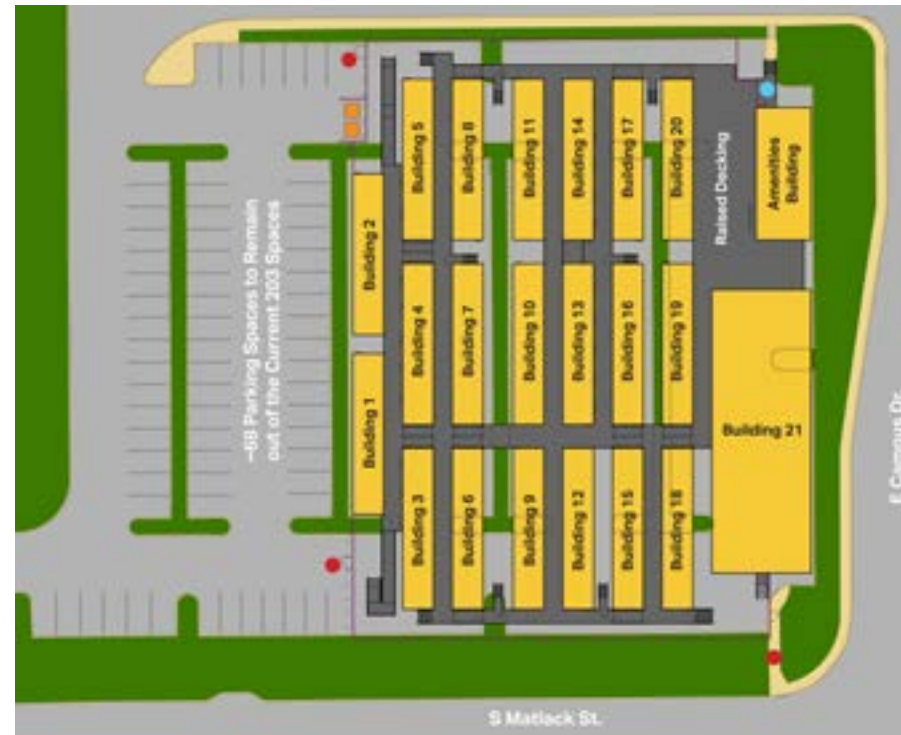 ~68 Parking Spaces to Remain
out of the Current 203 Spaces
Building 1
Building 2
Building 3
Building 4
Building 5
Building 6
Building 7
Building 8
Building 9
Building 10
Building 11
Building 12
Building 13
Building 14
Building 15
Building 16
Building 17
Building 18
Building 19
Building 20
Raised Decking
Amenities
Building
Building 21
E Campus Dr.
S Matlack St.